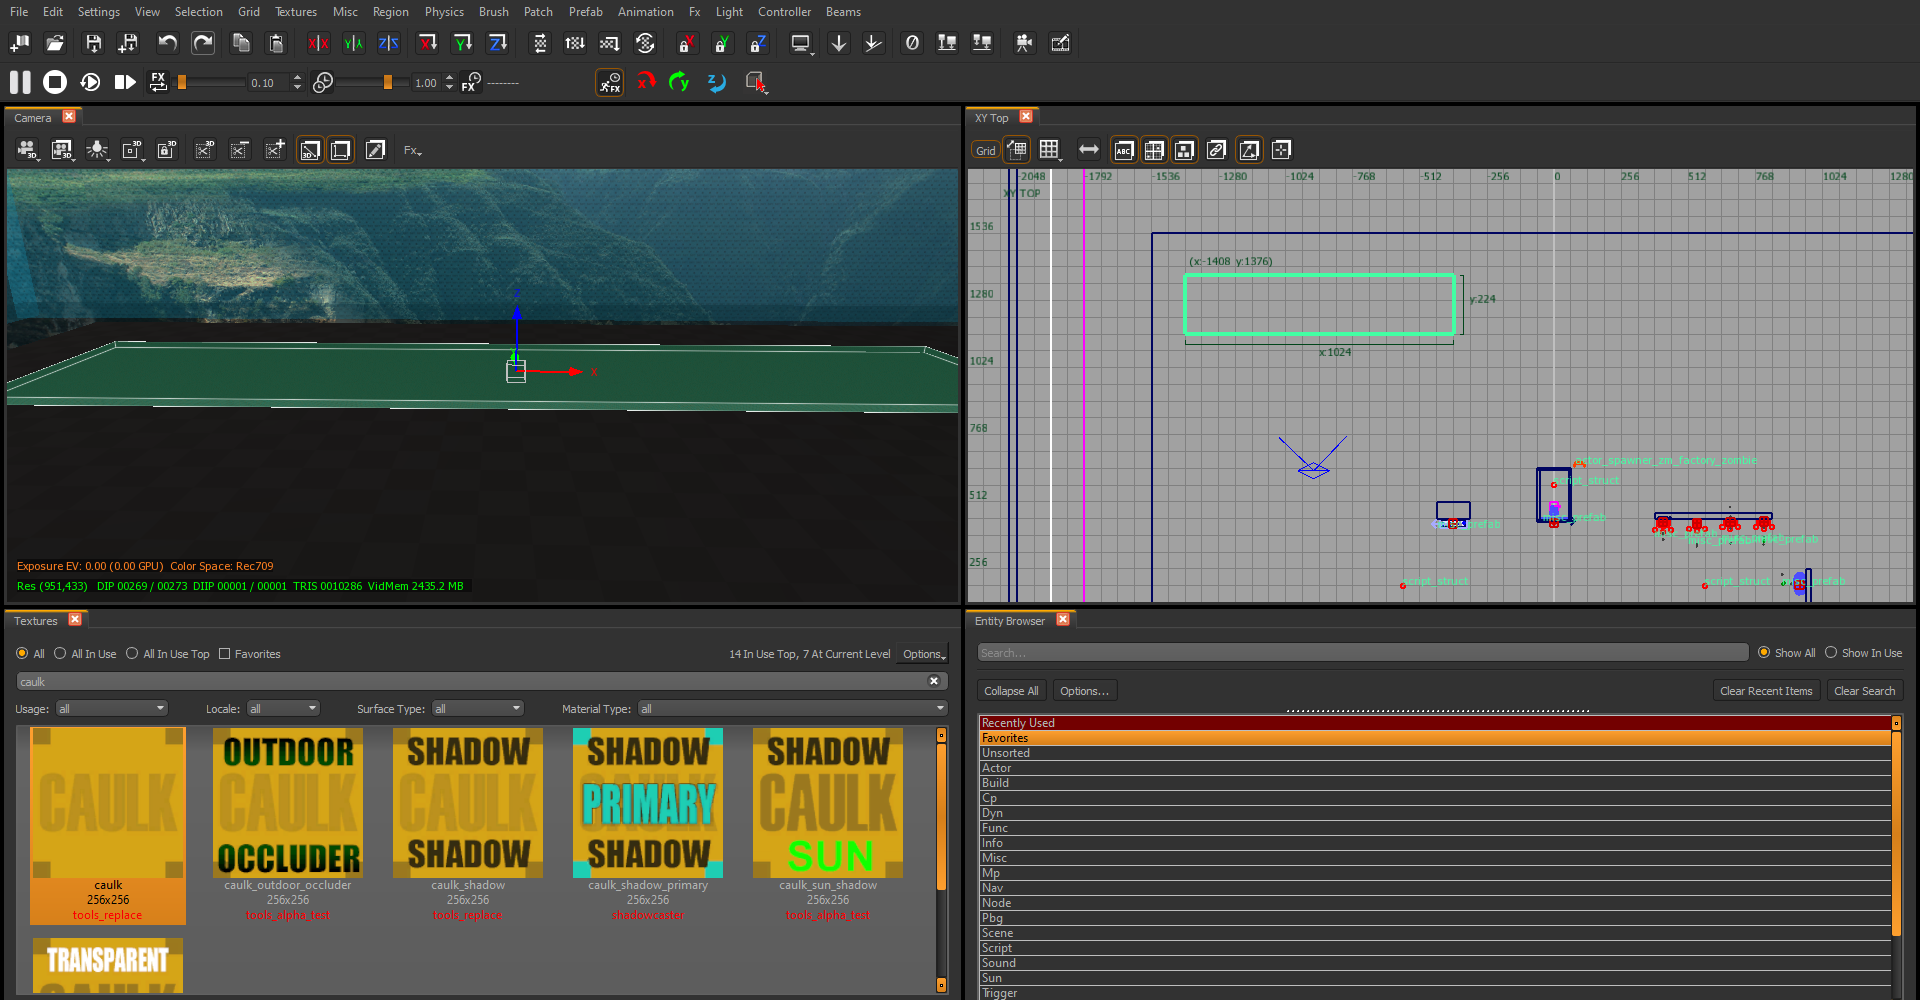 File Edit Settings View Selection Grid Textures Misc Region Physics Brush Patch Prefab Animation Fx Light Controller Beams
FX 0.10 1.00 FX --------
Camera
Fx
Exposure EV: 0.00 (0.00 GPU) Color Space: Rec709
Res (951,433) DIP 00269 / 00273 DIIP 00001 / 00001 TRIS 0010286 VidMem 2435.2 MB
XY Top
Grid
-2048 -1792 -1536 -1280 -1024 -768 -512 -256 0 256 512 768 1024 1280
XY TOP
1536
(x:-1408 y:1376)
1280
y:224
x:1024
1024
768
actor_spawner_zm_factory_zombie
script_struct
512
misc_prefab
256
script_struct
script_struct
misc_prefab
Textures
All All In Use All In Use Top Favorites 14 In Use Top, 7 At Current Level Options
caulk
Usage: all Locale: all Surface Type: all Material Type: all
CAULK
caulk
256x256
tools_replace
OUTDOOR
CAULK
OCCLUDER
caulk_outdoor_occluder
256x256
tools_alpha_test
SHADOW
CAULK
SHADOW
caulk_shadow
256x256
tools_replace
SHADOW
PRIMARY
SHADOW
caulk_shadow_primary
256x256
shadowcaster
SHADOW
CAULK
SUN
caulk_sun_shadow
256x256
tools_alpha_test
TRANSPARENT
Entity Browser
Search... Show All Show In Use
Collapse All Options... Clear Recent Items Clear Search
Recently Used
Favorites
Unsorted
Actor
Build
Cp
Dyn
Func
Info
Misc
Mp
Nav
Node
Pbg
Scene
Script
Sound
Sun
Trigger